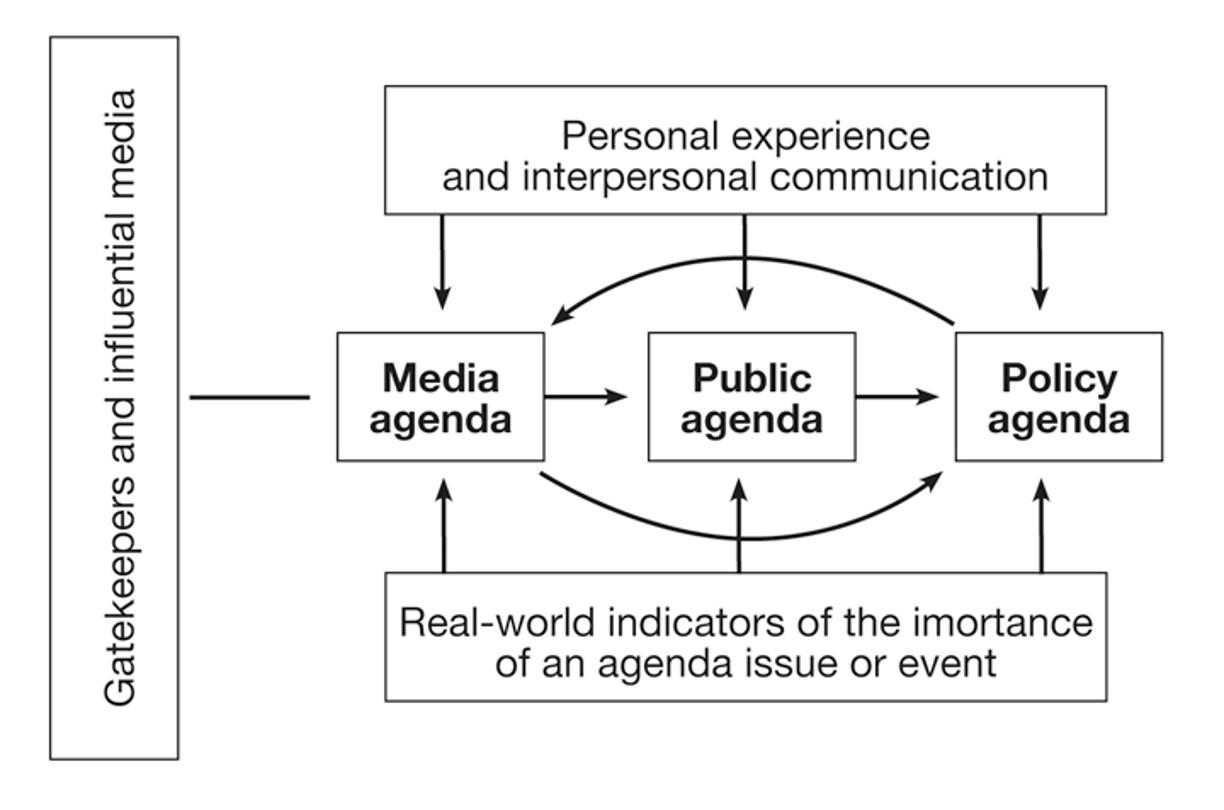 Gatekeepers and influential media
Personal experience
and interpersonal communication
Media
agenda
Public
agenda
Policy
agenda
Real-world indicators of the imortance
of an agenda issue or event